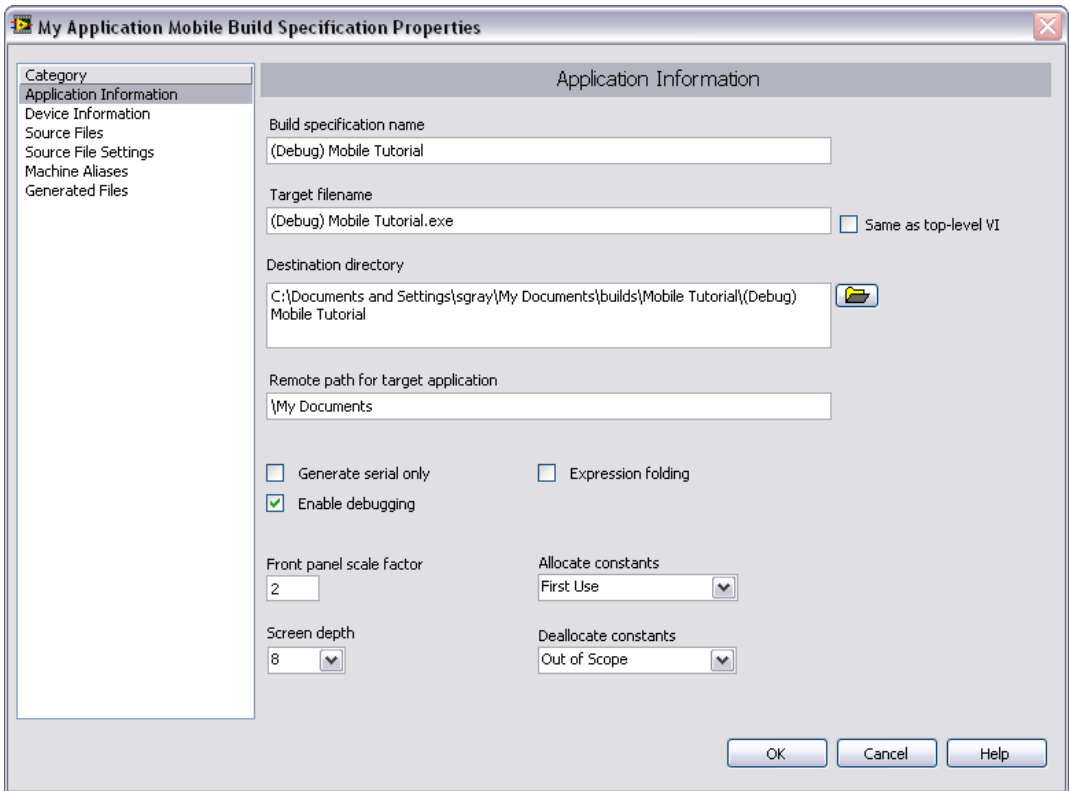 My Application Mobile Build Specification Properties
Category
Application Information
Device Information
Source Files
Source File Settings
Machine Aliases
Generated Files
Application Information
Build specification name
(Debug) Mobile Tutorial
Target filename
(Debug) Mobile Tutorial.exe
Same as top-level VI
Destination directory
C:\Documents and Settings\sgray\My Documents\builds\Mobile Tutorial\(Debug)
Mobile Tutorial
Remote path for target application
\My Documents
Generate serial only
Expression folding
Enable debugging
Front panel scale factor
2
Allocate constants
First Use
Screen depth
8
Deallocate constants
Out of Scope
OK
Cancel
Help